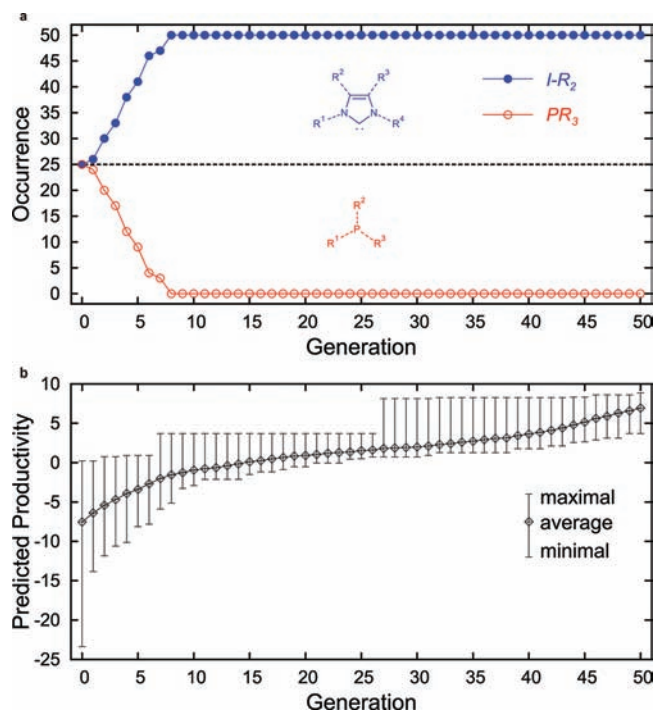 a
50
45
40
35
30
25
20
15
10
5
0
Occurrence
R² R³
R¹ N N R⁴
I-R₂
PR₃
R²
P
R¹ R³
0 5 10 15 20 25 30 35 40 45 50
Generation
b
10
5
0
-5
-10
-15
-20
-25
Predicted Productivity
maximal
average
minimal
0 5 10 15 20 25 30 35 40 45 50
Generation